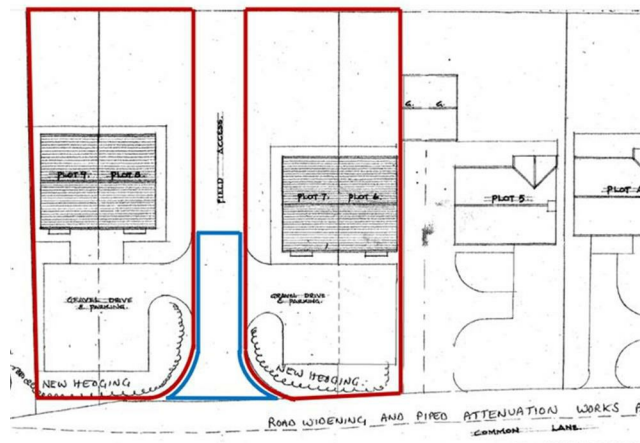 FIELD ACCESS.
G. G.
PLOT 9. PLOT 8.
PLOT 7. PLOT 6.
PLOT 5
PLOT
GRAVEL DRIVE
& PARKING.
GRAVEL DRIVE
& PARKING.
NEW HEDGING
NEW HEDGING.
ROAD WIDENING AND PIPED ATTENUATION WORKS
COMMON LANE.